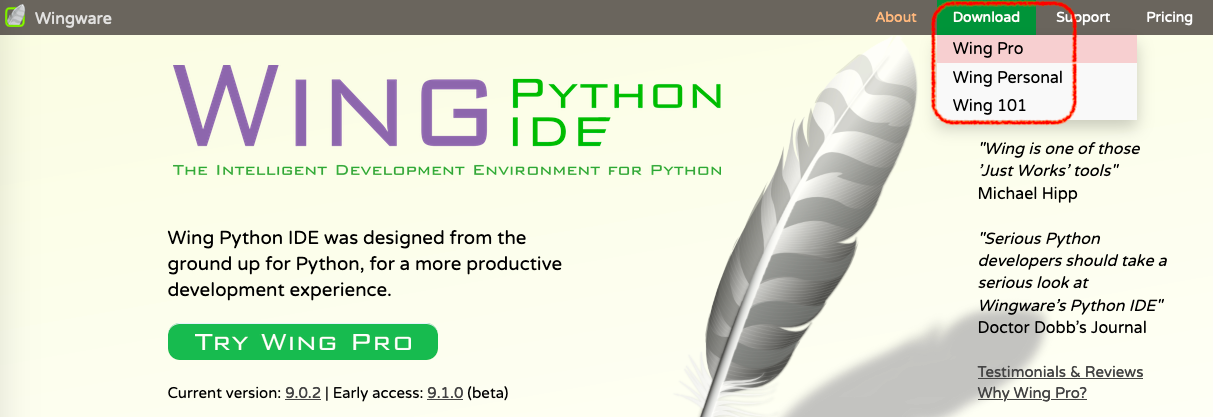 Wingware
About
Download
Support
Pricing
Wing Pro
Wing Personal
Wing 101
WING PYTHON IDE
THE INTELLIGENT DEVELOPMENT ENVIRONMENT FOR PYTHON
Wing Python IDE was designed from the
ground up for Python, for a more productive
development experience.
TRY WING PRO
Current version: 9.0.2 | Early access: 9.1.0 (beta)
"Wing is one of those
'Just Works' tools"
Michael Hipp
"Serious Python
developers should take a
serious look at
Wingware's Python IDE"
Doctor Dobb's Journal
Testimonials & Reviews
Why Wing Pro?